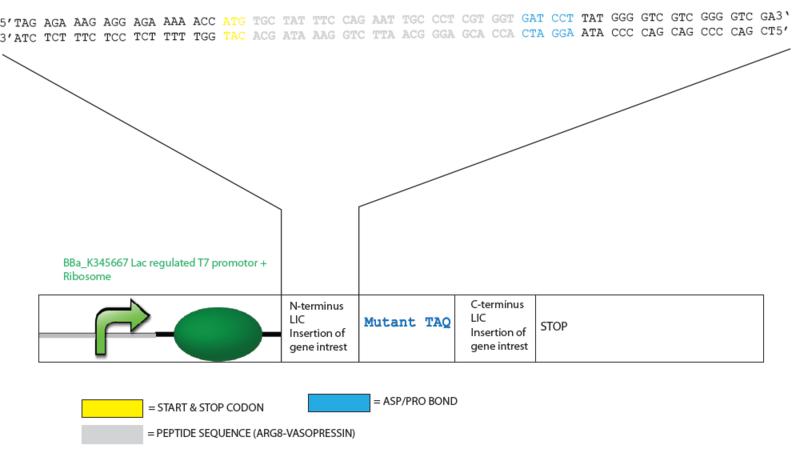 5'TAG AGA AAG AGG AGA AAA ACC ATG TGC TAT TTC CAG AAT TGC CCT CGT GGT GAT CCT TAT GGG GTC GTC GGG GTC GA3'
3'ATC TCT TTC TCC TCT TTT TGG TAC ACG ATA AAG GTC TTA ACG GGA GCA CCA CTA GGA ATA CCC CAG CAG CCC CAG CT5'
BBa_K345667 Lac regulated T7 promotor +
Ribosome
N-terminus
LIC
Insertion of
gene intrest
Mutant TAQ
C-terminus
LIC
Insertion of
gene intrest
STOP
= START & STOP CODON
= ASP/PRO BOND
= PEPTIDE SEQUENCE (ARG8-VASOPRESSIN)